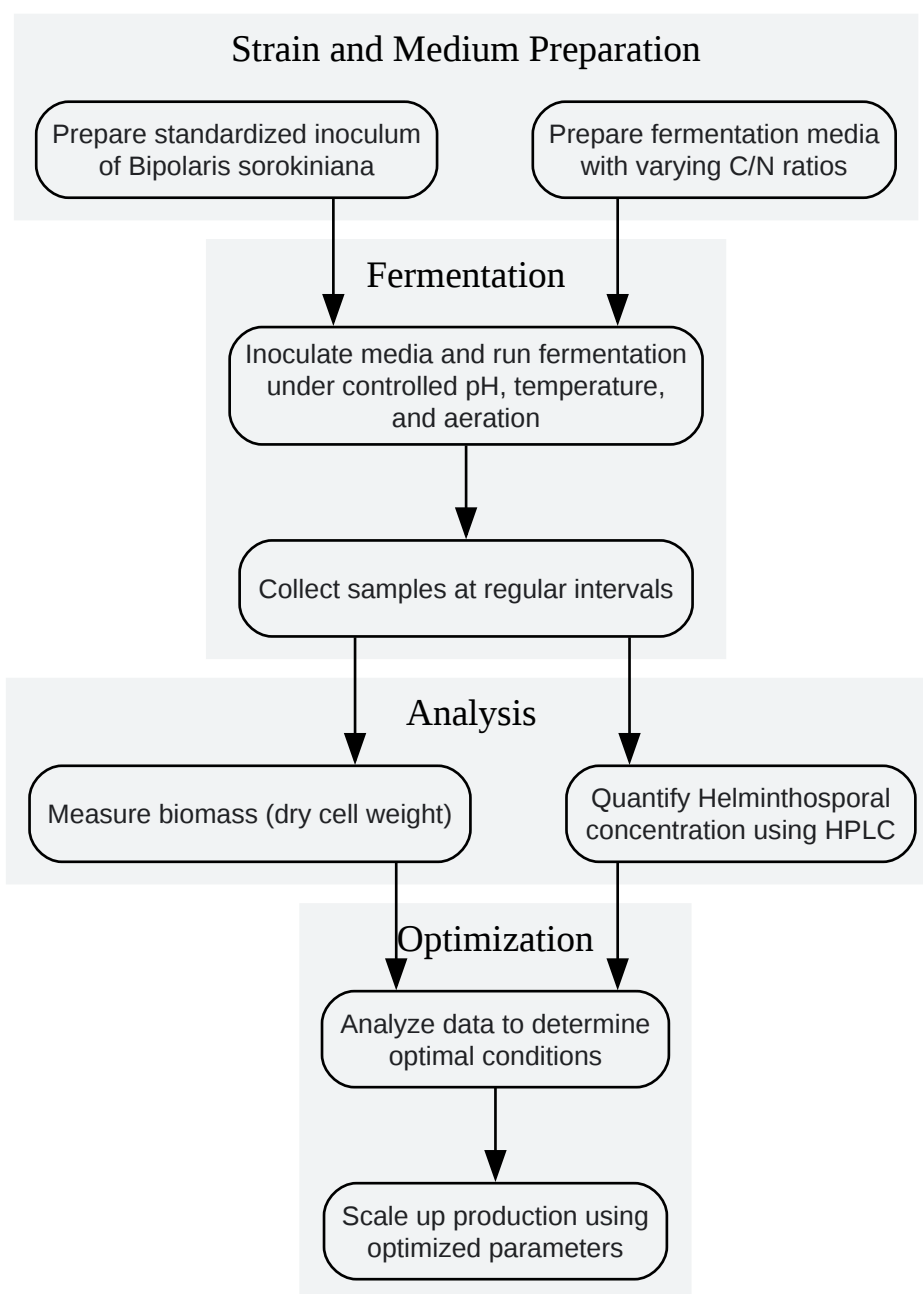 Strain and Medium Preparation
Prepare standardized inoculum
of Bipolaris sorokiniana
Prepare fermentation media
with varying C/N ratios
Fermentation
Inoculate media and run fermentation
under controlled pH, temperature,
and aeration
Collect samples at regular intervals
Analysis
Measure biomass (dry cell weight)
Quantify Helminthosporal
concentration using HPLC
Optimization
Analyze data to determine
optimal conditions
Scale up production using
optimized parameters